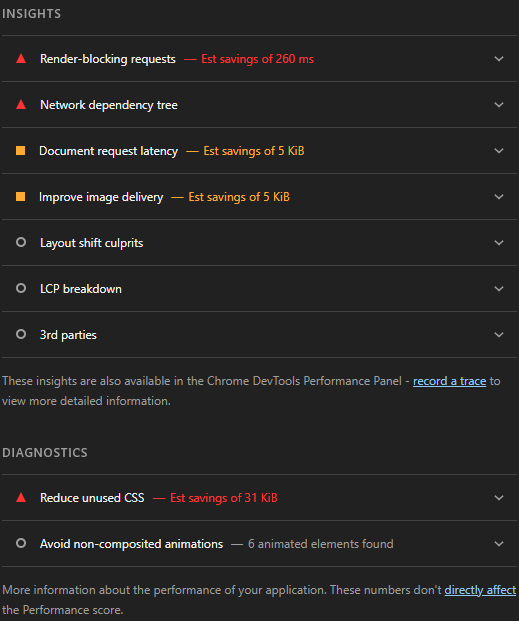 INSIGHTS
Render-blocking requests — Est savings of 260 ms
Network dependency tree
Document request latency — Est savings of 5 KiB
Improve image delivery — Est savings of 5 KiB
Layout shift culprits
LCP breakdown
3rd parties
These insights are also available in the Chrome DevTools Performance Panel - record a trace to
view more detailed information.
DIAGNOSTICS
Reduce unused CSS — Est savings of 31 KiB
Avoid non-composited animations — 6 animated elements found
More information about the performance of your application. These numbers don't directly affect
the Performance score.